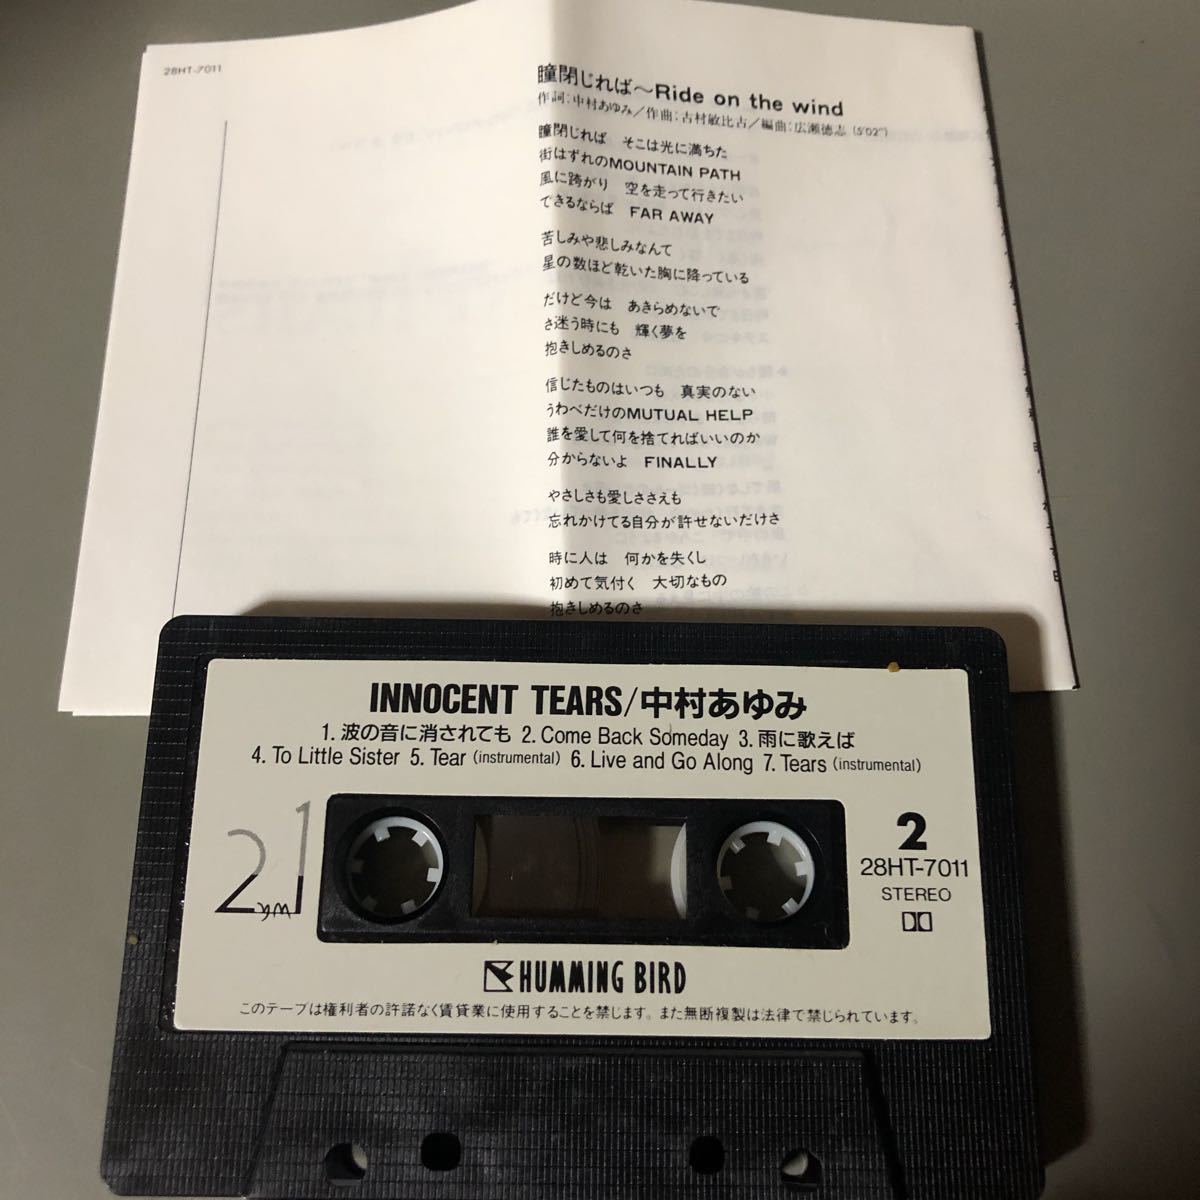 28HT-7011
瞳閉じれば〜Ride on the wind
作詞：中村あゆみ／作曲：古村敏比古／編曲：広瀬徳志 (5'02")
瞳閉じれば　そこは光に満ちた
街はずれのMOUNTAIN PATH
風に跨がり　空を走って行きたい
できるならば　FAR AWAY
苦しみや悲しみなんて
星の数ほど乾いた胸に降っている
だけど今は　あきらめないで
さ迷う時にも　輝く夢を
抱きしめるのさ
信じたものはいつも　真実のない
うわべだけのMUTUAL HELP
誰を愛して何を捨てればいいのか
分からないよ　FINALLY
やさしさも愛しささえも
忘れかけてる自分が許せないだけさ
時に人は　何かを失くし
初めて気付く　大切なもの
抱きしめるのさ
INNOCENT TEARS/中村あゆみ
1. 波の音に消されても 2. Come Back Someday 3. 雨に歌えば
4. To Little Sister 5. Tear (instrumental) 6. Live and Go Along 7. Tears (instrumental)
2
28HT-7011
STEREO
HUMMING BIRD
このテープは権利者の許諾なく賃貸業に使用することを禁じます。また無断複製は法律で禁じられています。